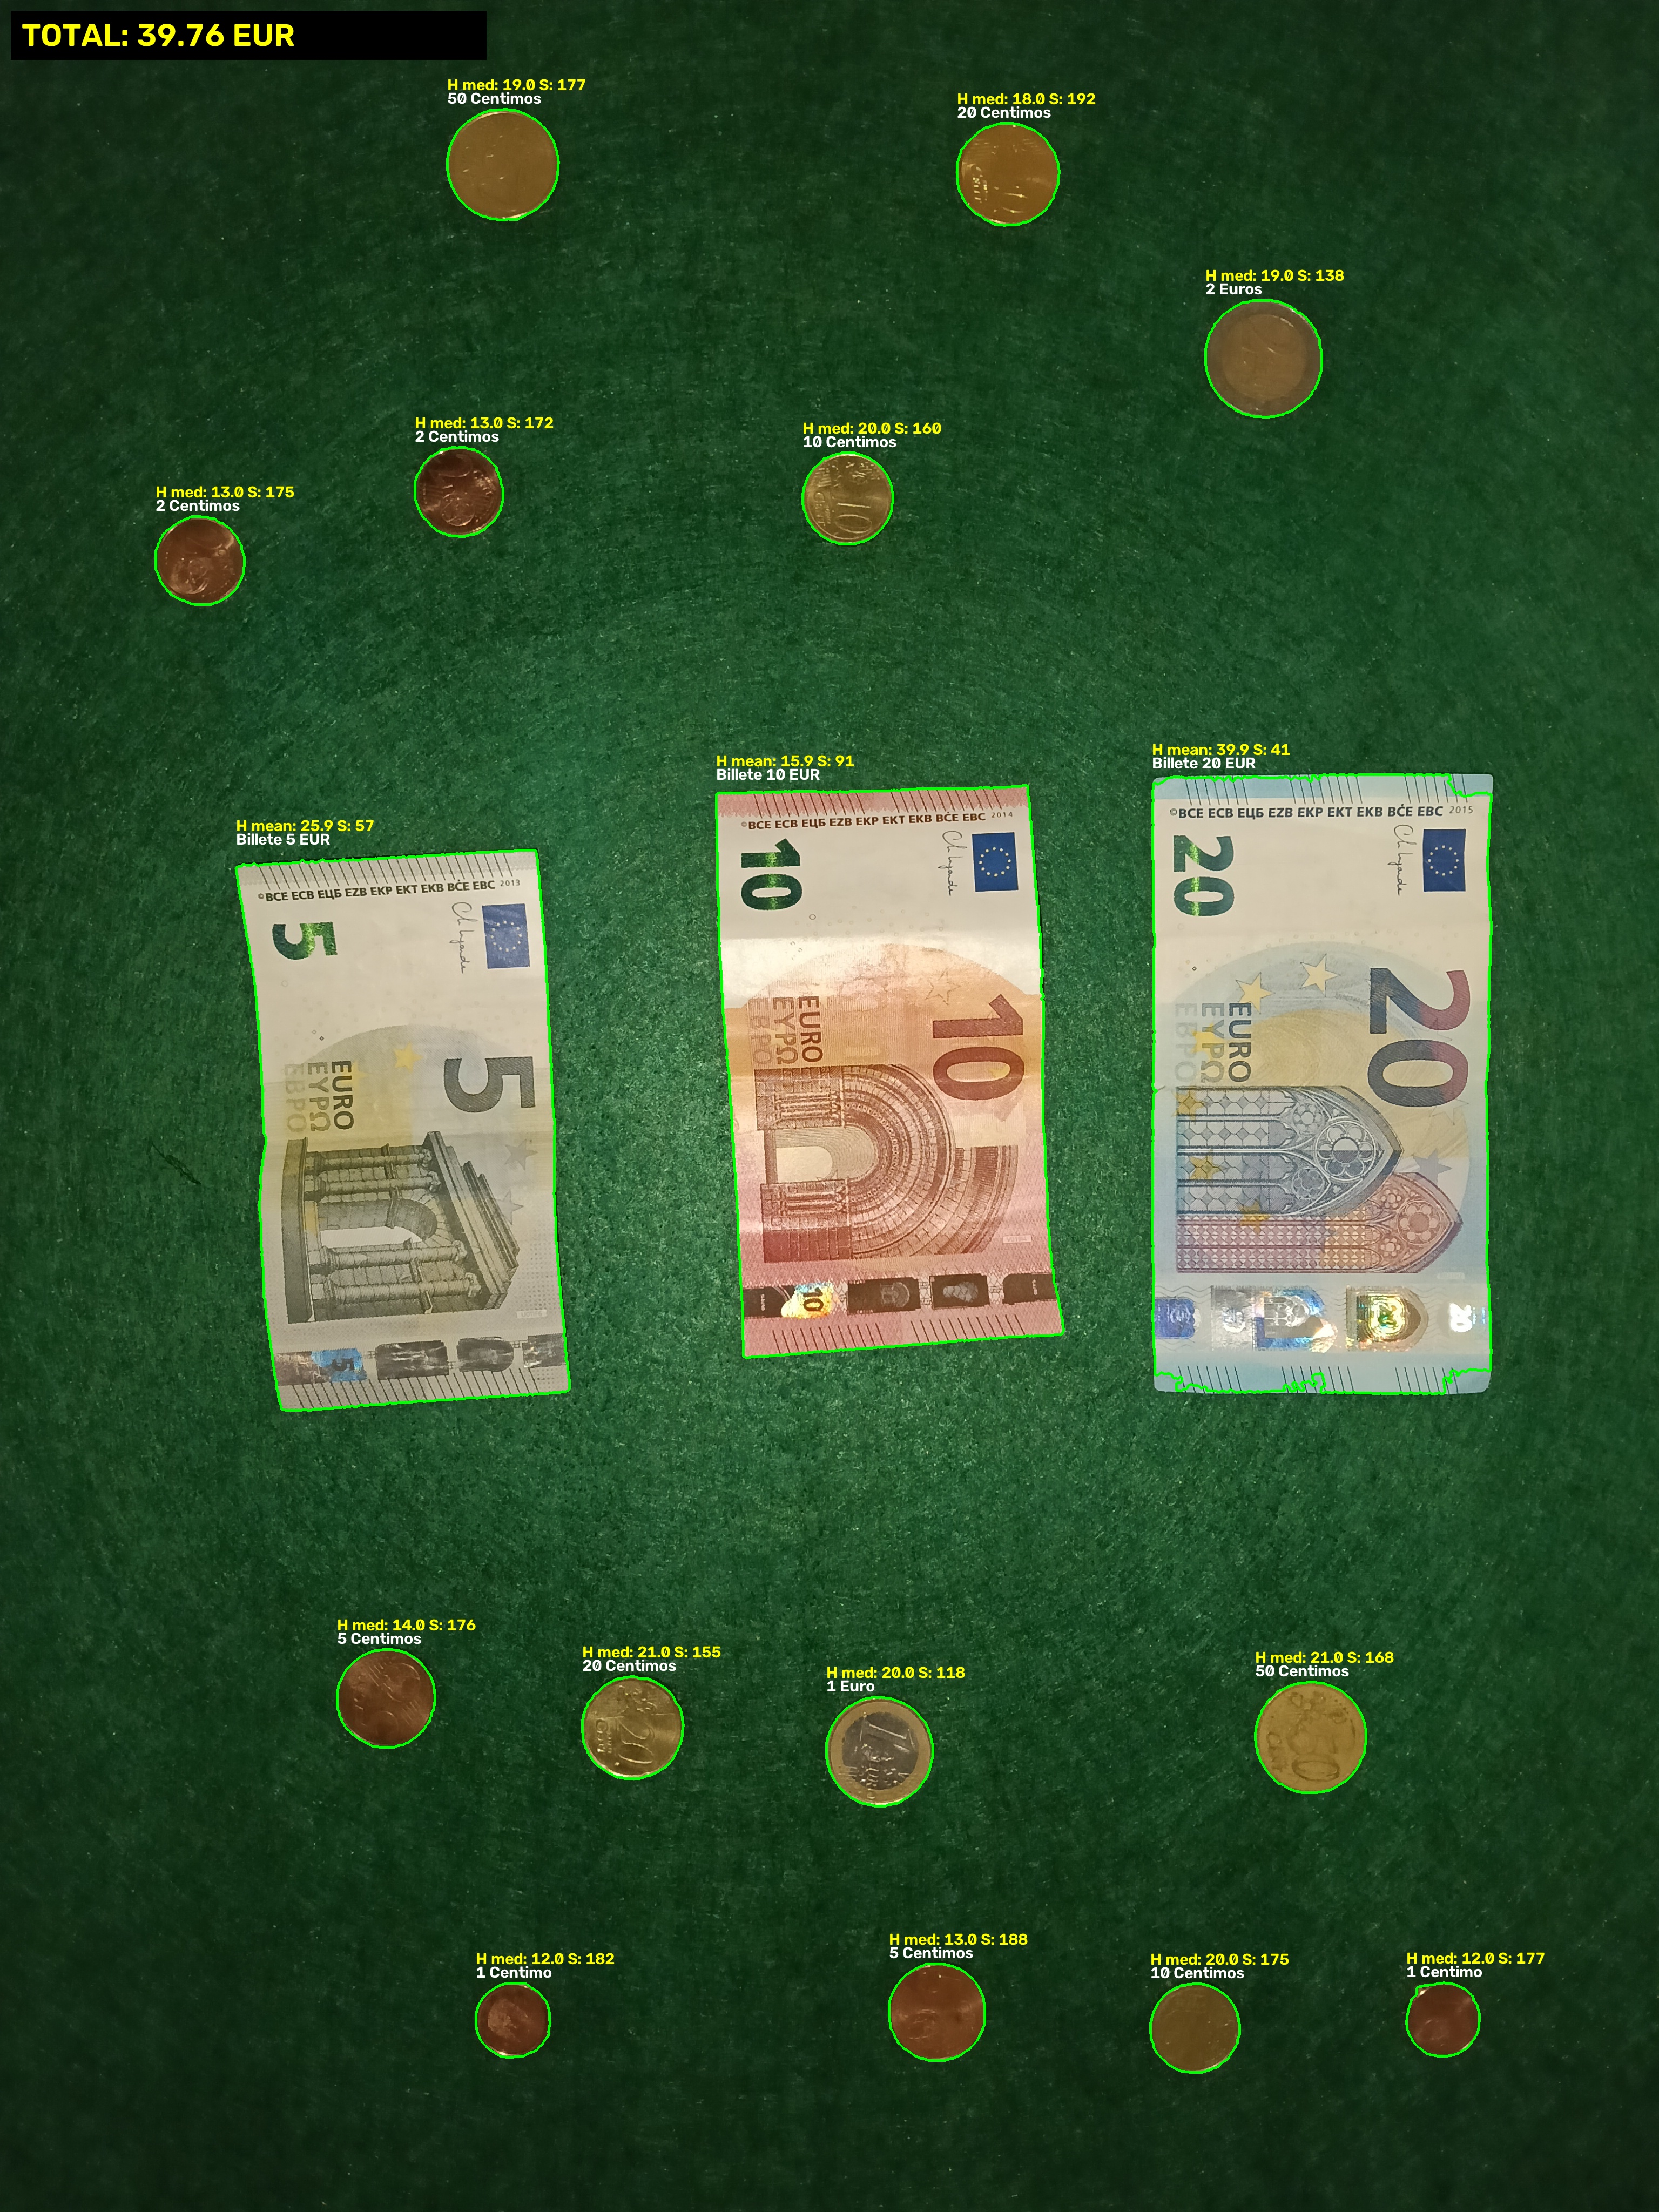 TOTAL: 39.76 EUR
H med: 19.0 S: 177
50 Centimos
H med: 18.0 S: 192
20 Centimos
H med: 19.0 S: 138
2 Euros
H med: 13.0 S: 172
2 Centimos
H med: 20.0 S: 160
10 Centimos
H med: 13.0 S: 175
2 Centimos
H mean: 25.9 S: 57
Billete 5 EUR
©BCE ECB ЕЦБ EZB EKP EKT EKB BĊE EBC 2013
5
5
EURO
ΕΥΡΩ
ЕВРО
5
H mean: 15.9 S: 91
Billete 10 EUR
©BCE ECB ЕЦБ EZB EKP EKT EKB BĊE EBC 2014
10
10
EURO
ΕΥΡΩ
ЕВРО
10
H mean: 39.9 S: 41
Billete 20 EUR
©BCE ECB ЕЦБ EZB EKP EKT EKB BĊE EBC 2015
20
20
EURO
ΕΥΡΩ
ЕВРО
20
20
H med: 14.0 S: 176
5 Centimos
H med: 21.0 S: 155
20 Centimos
20
H med: 20.0 S: 118
1 Euro
1
H med: 21.0 S: 168
50 Centimos
H med: 12.0 S: 182
1 Centimo
H med: 13.0 S: 188
5 Centimos
H med: 20.0 S: 175
10 Centimos
H med: 12.0 S: 177
1 Centimo
10